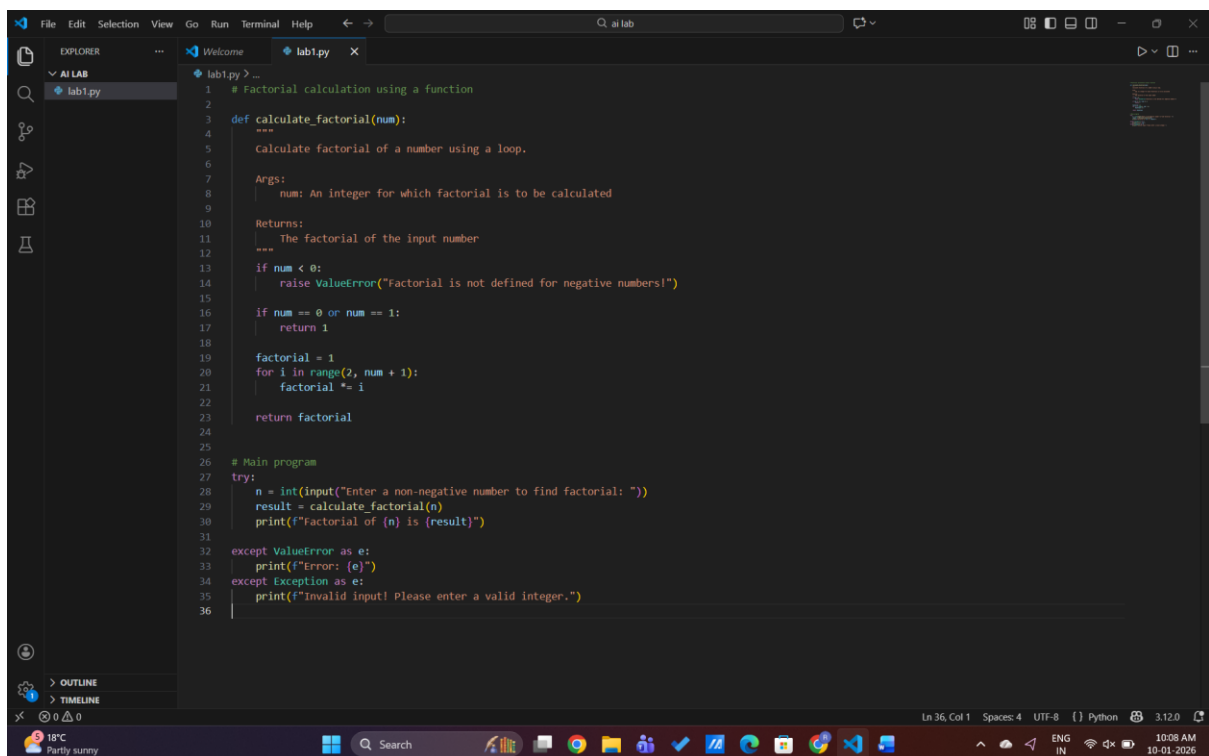 File Edit Selection View Go Run Terminal Help
ai lab
EXPLORER
Welcome
lab1.py
AI LAB
lab1.py
lab1.py > ...
1 # Factorial calculation using a function
2
3 def calculate_factorial(num):
4 """
5 Calculate factorial of a number using a loop.
6
7 Args:
8 num: An integer for which factorial is to be calculated
9
10 Returns:
11 The factorial of the input number
12 """
13 if num < 0:
14 raise ValueError("Factorial is not defined for negative numbers!")
15
16 if num == 0 or num == 1:
17 return 1
18
19 factorial = 1
20 for i in range(2, num + 1):
21 factorial *= i
22
23 return factorial
24
25
26 # Main program
27 try:
28 n = int(input("Enter a non-negative number to find factorial: "))
29 result = calculate_factorial(n)
30 print(f"Factorial of {n} is {result}")
31
32 except ValueError as e:
33 print(f"Error: {e}")
34 except Exception as e:
35 print(f"Invalid input! Please enter a valid integer.")
36
OUTLINE
TIMELINE
1
0 0
Ln 36, Col 1 Spaces: 4 UTF-8 {} Python 3.12.0
5
18°C
Partly sunny
Search
ENG
IN
10:08 AM
10-01-2026